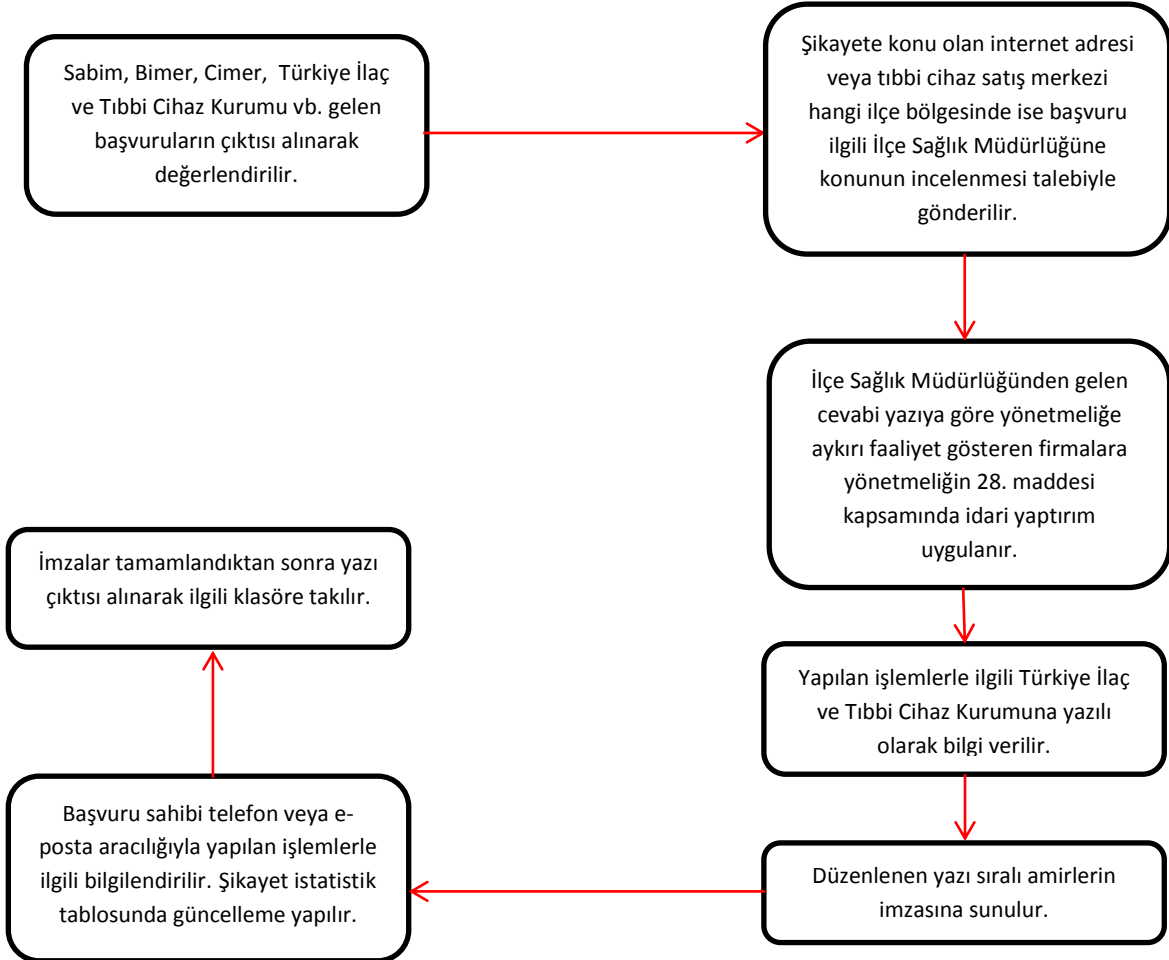 Sabim, Bimer, Cimer,  Türkiye İlaç
ve Tıbbi Cihaz Kurumu vb. gelen
başvuruların çıktısı alınarak
değerlendirilir.
Şikayete konu olan internet adresi
veya tıbbi cihaz satış merkezi
hangi ilçe bölgesinde ise başvuru
ilgili İlçe Sağlık Müdürlüğüne
konunun incelenmesi talebiyle
gönderilir.
İlçe Sağlık Müdürlüğünden gelen
cevabi yazıya göre yönetmeliğe
aykırı faaliyet gösteren firmalara
yönetmeliğin 28. maddesi
kapsamında idari yaptırım
uygulanır.
Yapılan işlemlerle ilgili Türkiye İlaç
ve Tıbbi Cihaz Kurumuna yazılı
olarak bilgi verilir.
Düzenlenen yazı sıralı amirlerin
imzasına sunulur.
Başvuru sahibi telefon veya e-
posta aracılığıyla yapılan işlemlerle
ilgili bilgilendirilir. Şikayet istatistik
tablosunda güncelleme yapılır.
İmzalar tamamlandıktan sonra yazı
çıktısı alınarak ilgili klasöre takılır.